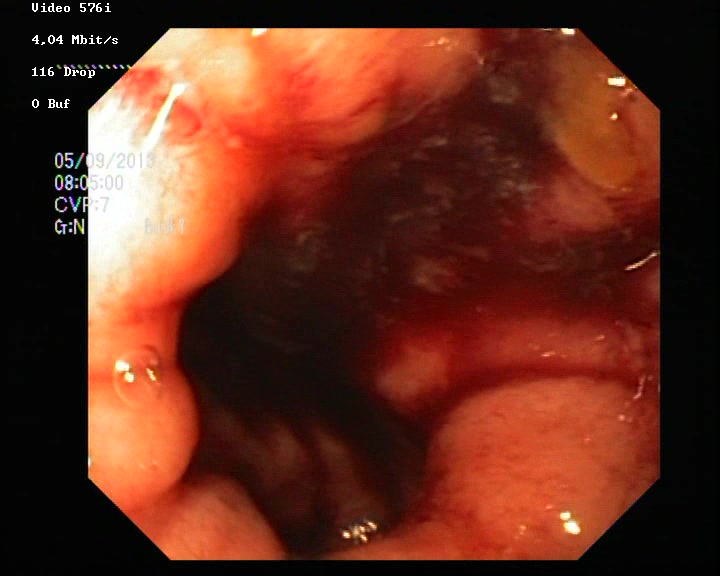 Video 576i
4,04 Mbit/s
116 Drop
0 Buf
05/09/2013
08:05:00
CVP:7
G:N